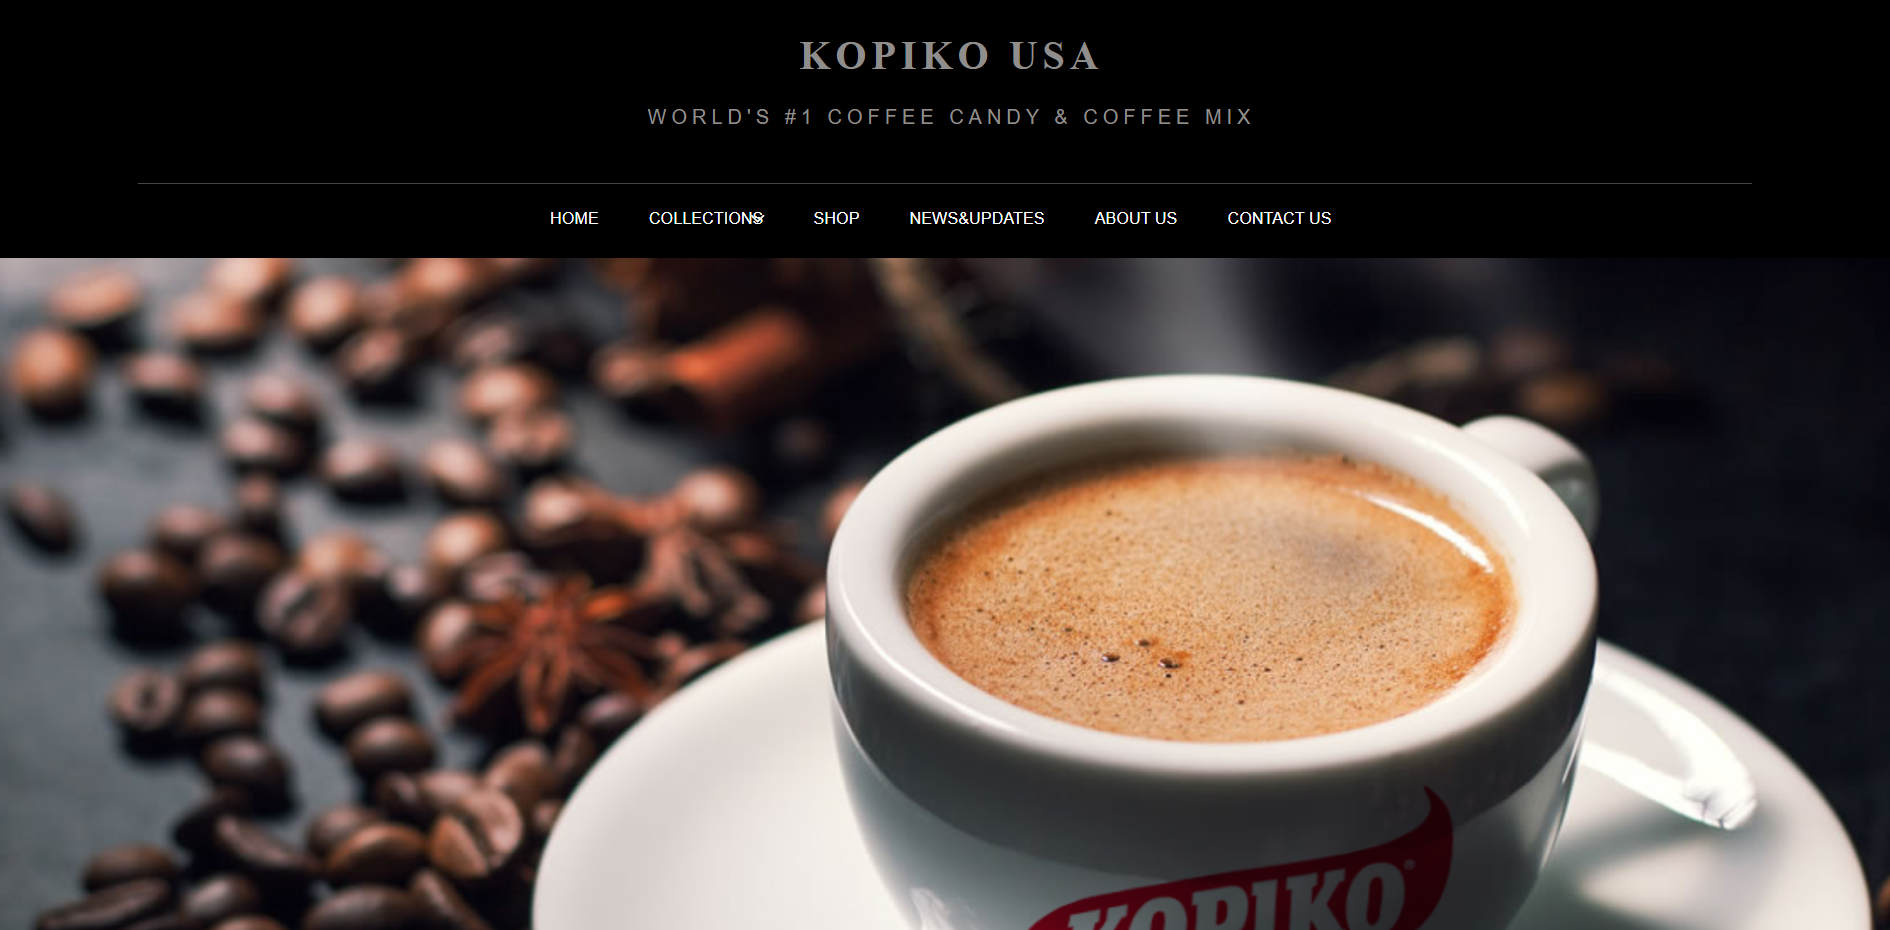 KOPIKO USA
WORLD'S #1 COFFEE CANDY & COFFEE MIX
HOME COLLECTIONS SHOP NEWS&UPDATES ABOUT US CONTACT US
KOPIKO®